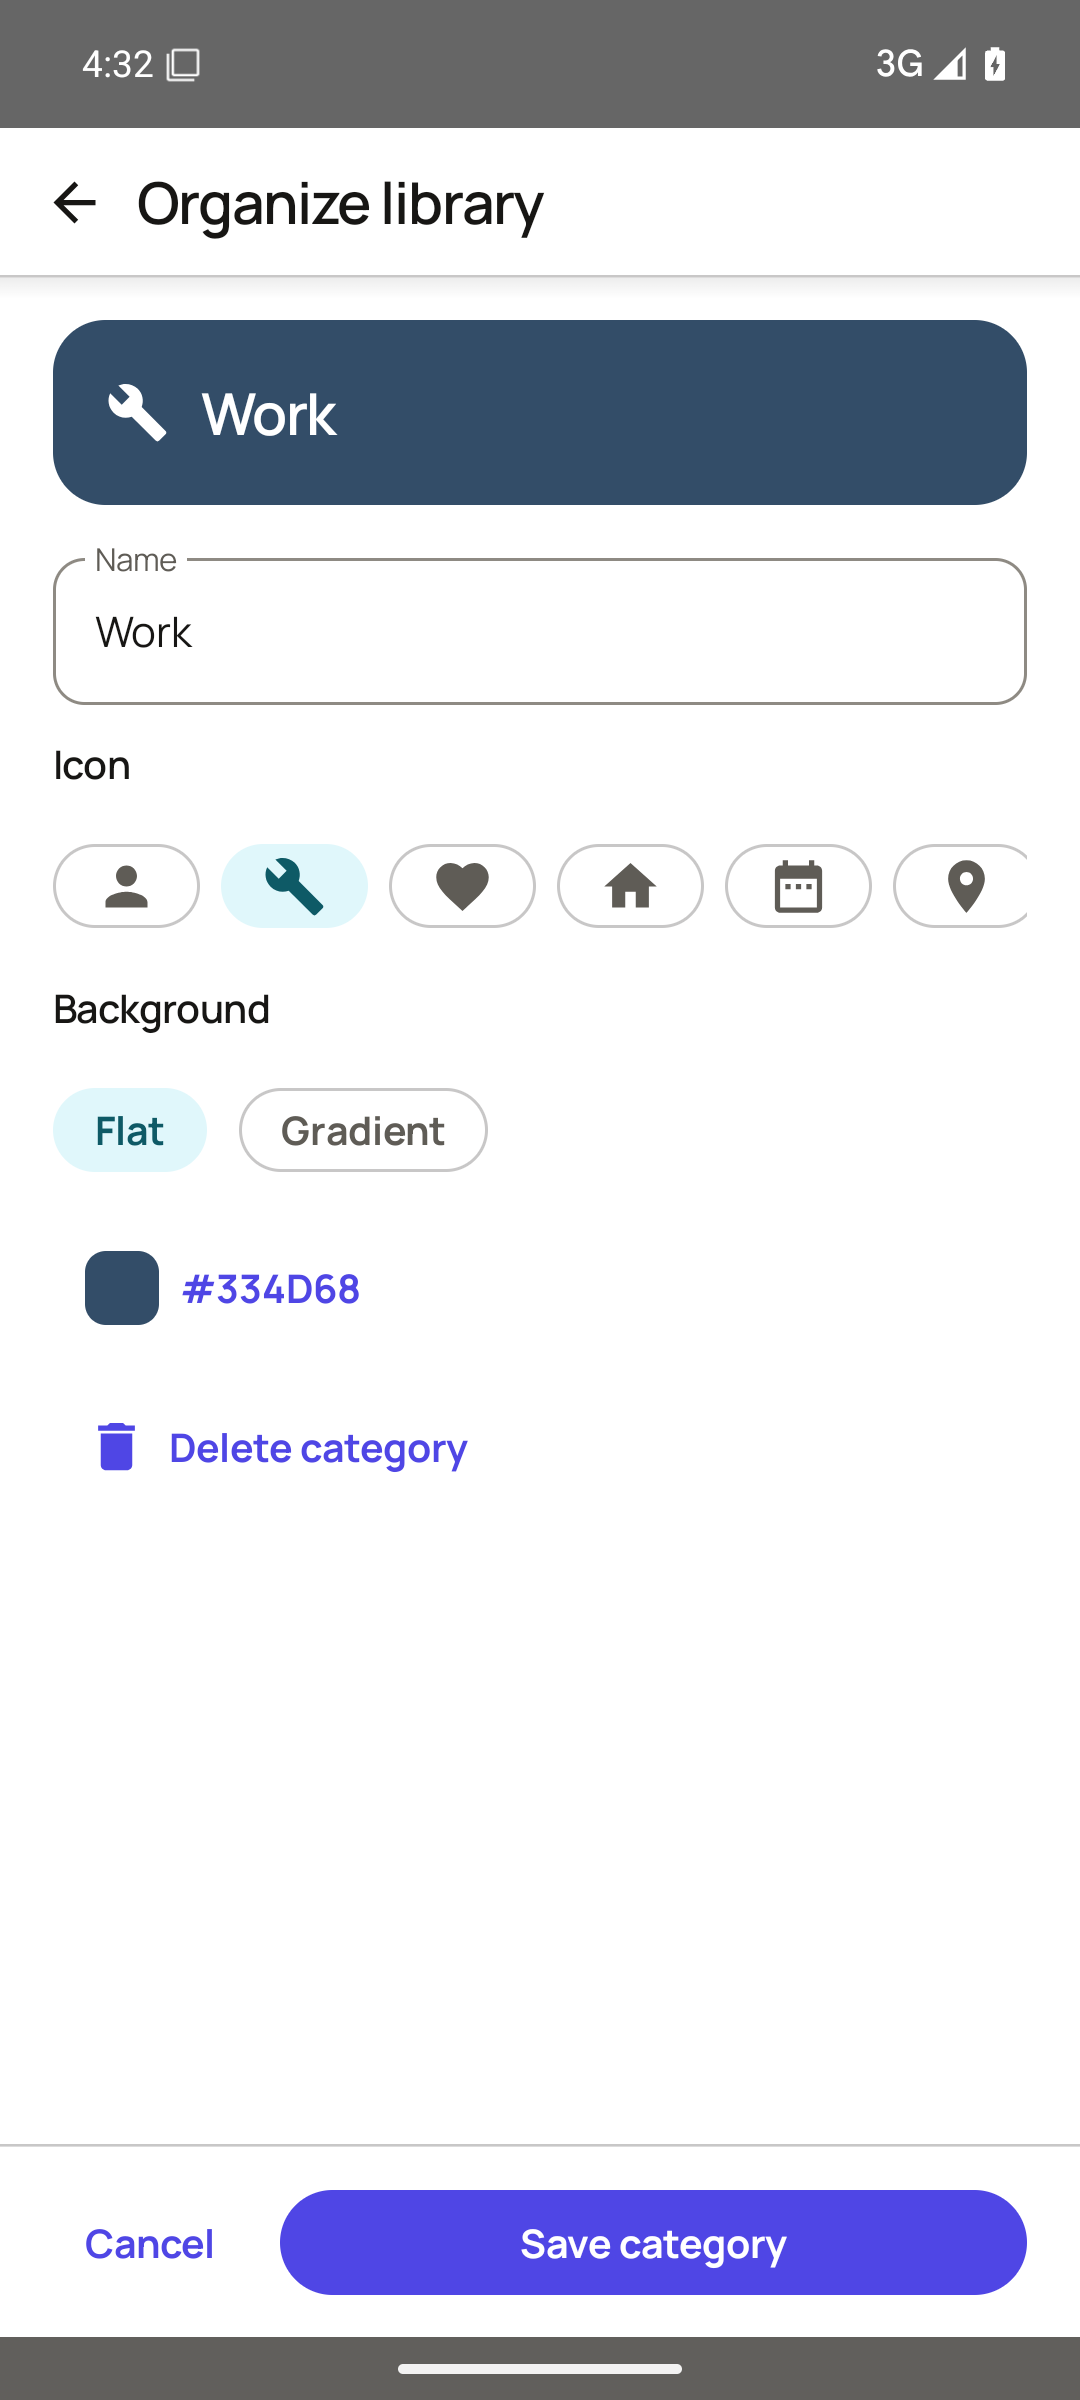 4:32
3G
Organize library
Work
Name
Work
Icon
Background
Flat
Gradient
#334D68
Delete category
Cancel
Save category